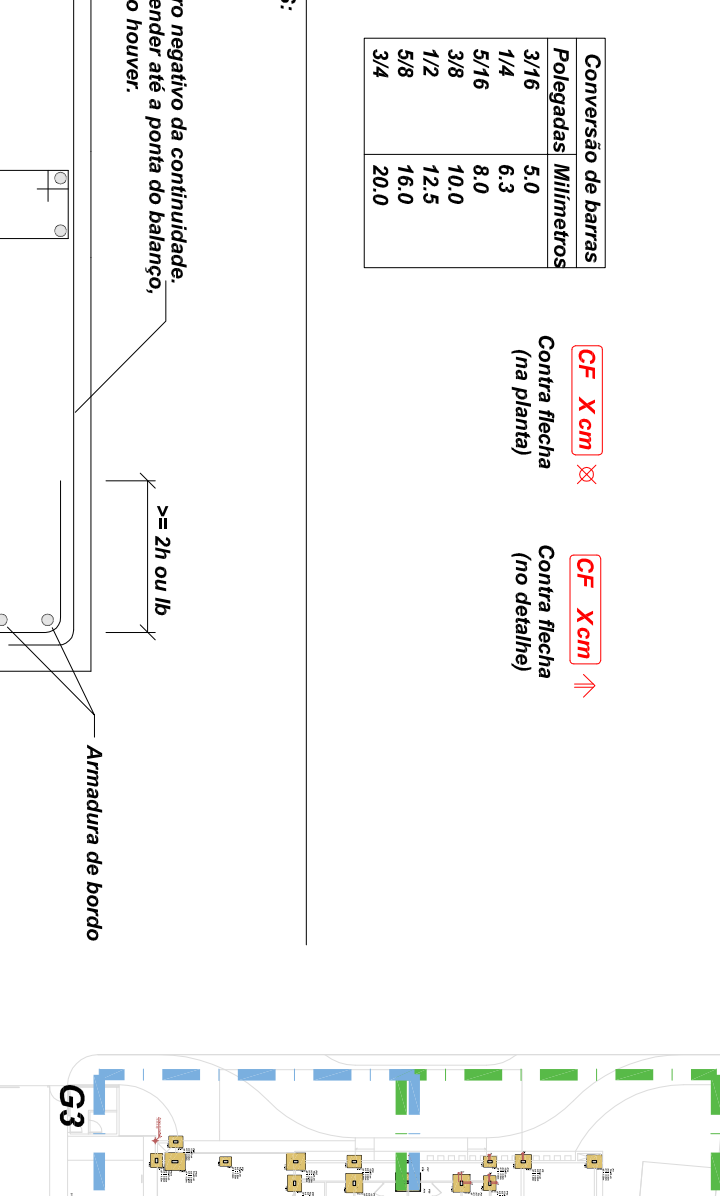 Conversão de barras
Polegadas Milímetros
3/16 5.0
1/4 6.3
5/16 8.0
3/8 10.0
1/2 12.5
5/8 16.0
3/4 20.0
CF X cm
Contra flecha
(na planta)
CF X cm
Contra flecha
(no detalhe)
S:
ro negativo da continuidade.
ender até a ponta do balanço,
o houver.
>= 2h ou lb
Armadura de bordo
G3